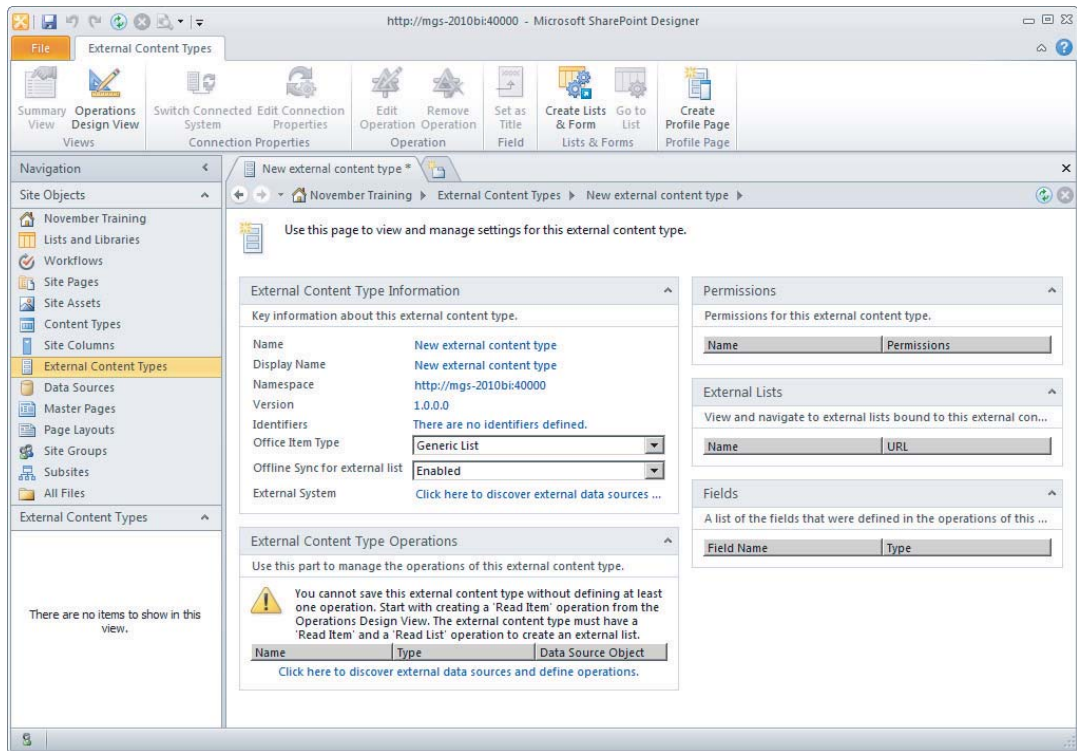 http://mgs-2010bi:40000 - Microsoft SharePoint Designer
File External Content Types
Summary View
Operations Design View
Views
Switch Connected System
Edit Connection Properties
Connection Properties
Edit Operation
Remove Operation
Operation
Set as Title
Field
Create Lists & Form
Go to List
Lists & Forms
Create Profile Page
Profile Page
Navigation
Site Objects
November Training
Lists and Libraries
Workflows
Site Pages
Site Assets
Content Types
Site Columns
External Content Types
Data Sources
Master Pages
Page Layouts
Site Groups
Subsites
All Files
External Content Types
There are no items to show in this
view.
New external content type *
November Training External Content Types New external content type
Use this page to view and manage settings for this external content type.
External Content Type Information
Key information about this external content type.
Name New external content type
Display Name New external content type
Namespace http://mgs-2010bi:40000
Version 1.0.0.0
Identifiers There are no identifiers defined.
Office Item Type Generic List
Offline Sync for external list Enabled
External System Click here to discover external data sources ...
External Content Type Operations
Use this part to manage the operations of this external content type.
You cannot save this external content type without defining at least
one operation. Start with creating a 'Read Item' operation from the
Operations Design View. The external content type must have a
'Read Item' and a 'Read List' operation to create an external list.
Name Type Data Source Object
Click here to discover external data sources and define operations.
Permissions
Permissions for this external content type.
Name Permissions
External Lists
View and navigate to external lists bound to this external con...
Name URL
Fields
A list of the fields that were defined in the operations of this ...
Field Name Type